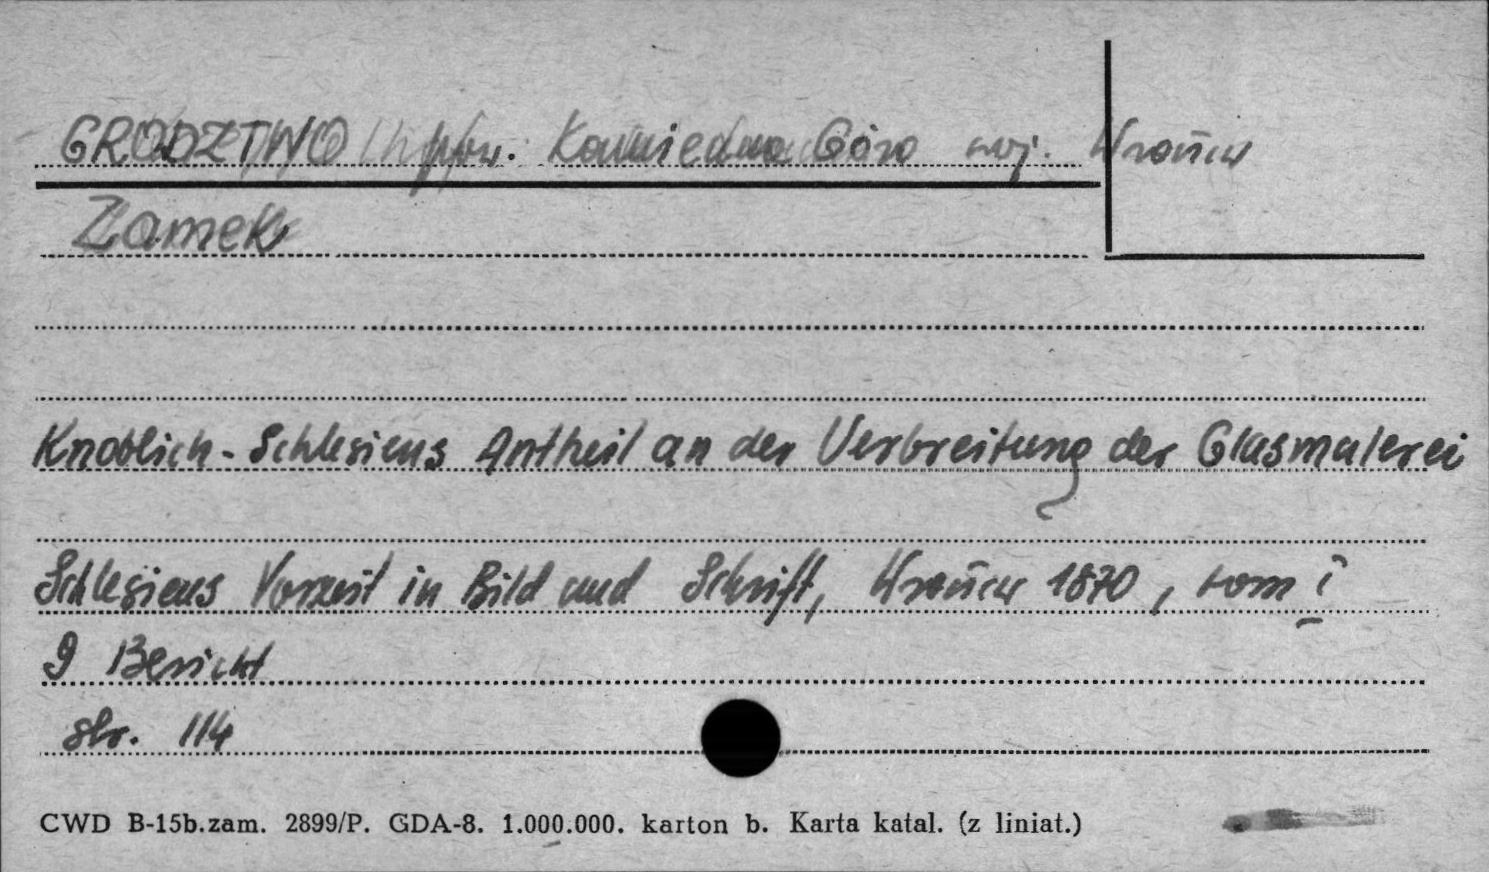 GRODZTWO pow. Kamienna Góra woj. Wrocław
Zamek
Knoblich - Schlesiens Antheil an der Verbreitung der Glasmalerei
Schlesiens Vorzeit in Bild und Schrift, Wrocław 1870, tom i
9 Bericht
str. 114
CWD B-15b.zam. 2899/P. GDA-8. 1.000.000. karton b. Karta katal. (z liniat.)